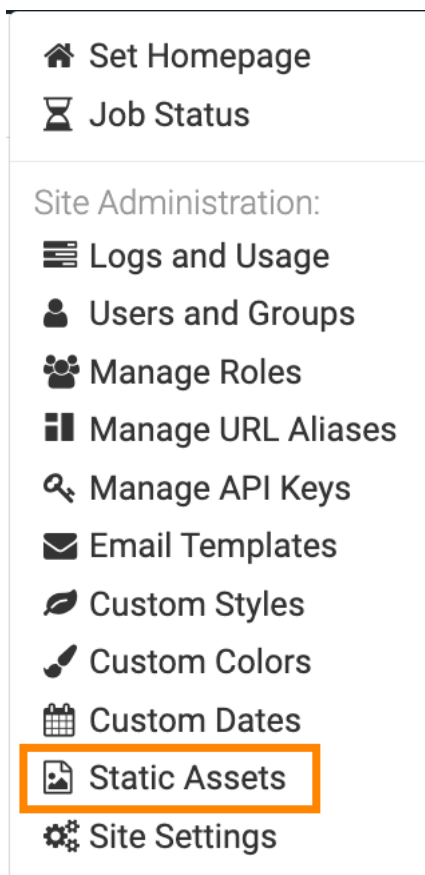 Set Homepage
Job Status
Site Administration:
Logs and Usage
Users and Groups
Manage Roles
Manage URL Aliases
Manage API Keys
Email Templates
Custom Styles
Custom Colors
Custom Dates
Static Assets
Site Settings